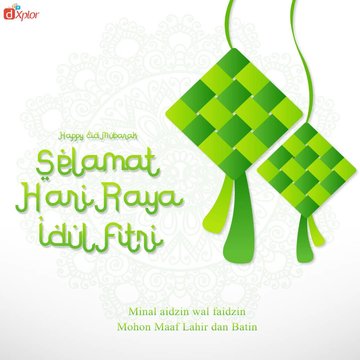 dXplor
Happy Eid Mubarak
Selamat
Hari Raya
Idul Fitri
Minal aidzin wal faidzin
Mohon Maaf Lahir dan Batin